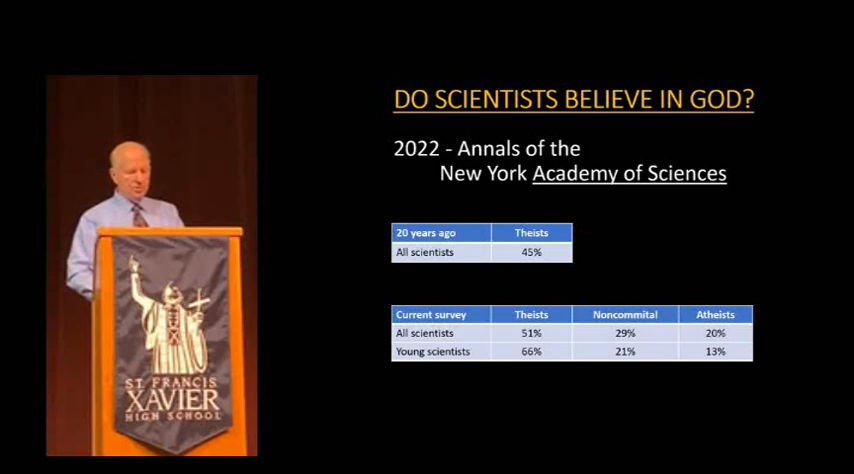 DO SCIENTISTS BELIEVE IN GOD?
2022 - Annals of the
New York Academy of Sciences
20 years ago Theists
All scientists 45%
Current survey Theists Noncommital Atheists
All scientists 51% 29% 20%
Young scientists 66% 21% 13%
ST. FRANCIS
XAVIER
HIGH SCHOOL